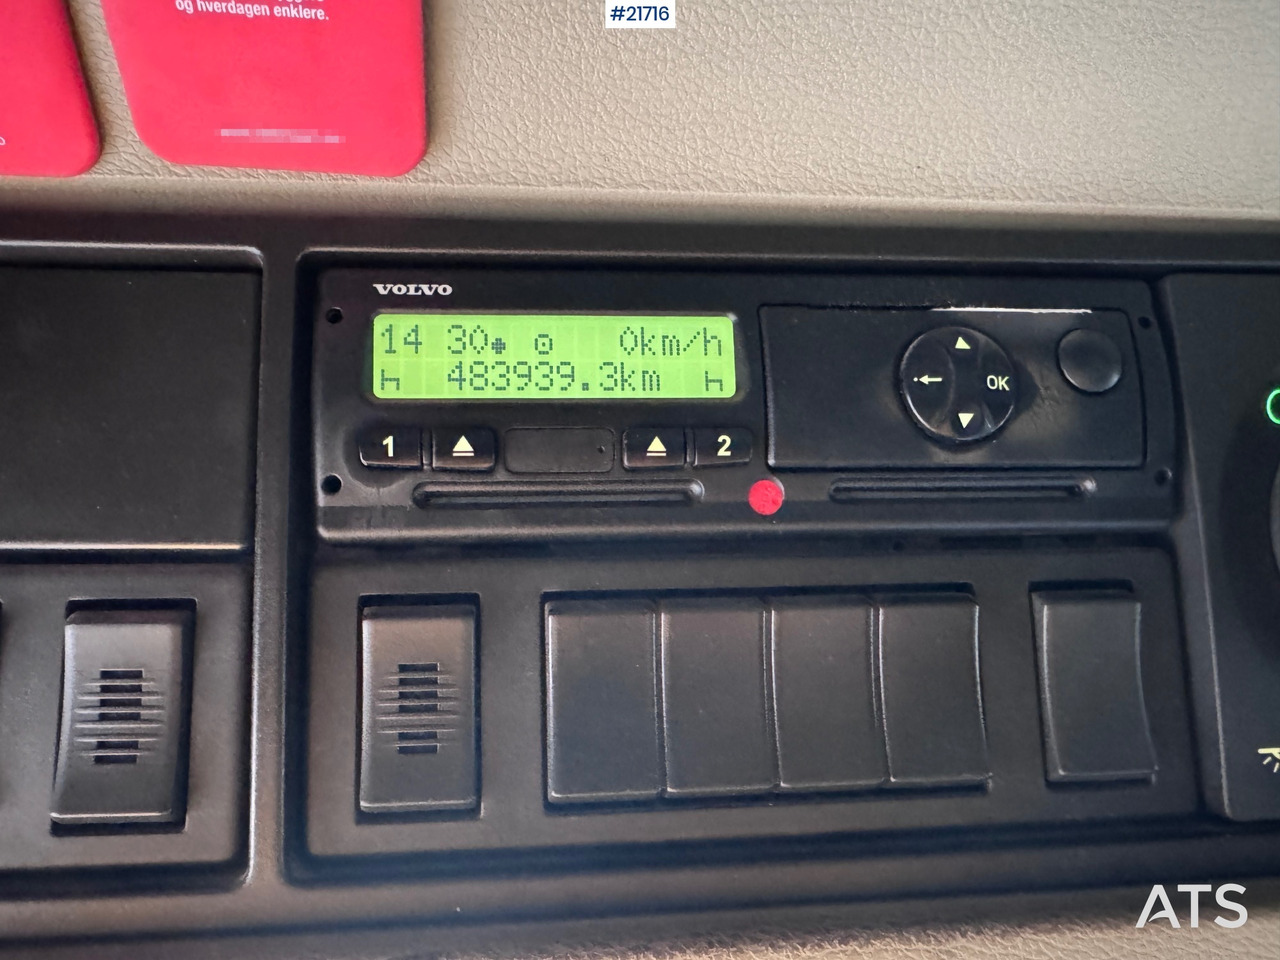 og hverdagen enklere.
#21716
VOLVO
14 30 0km/h
h 483939.3km h
1 2
OK
ATS